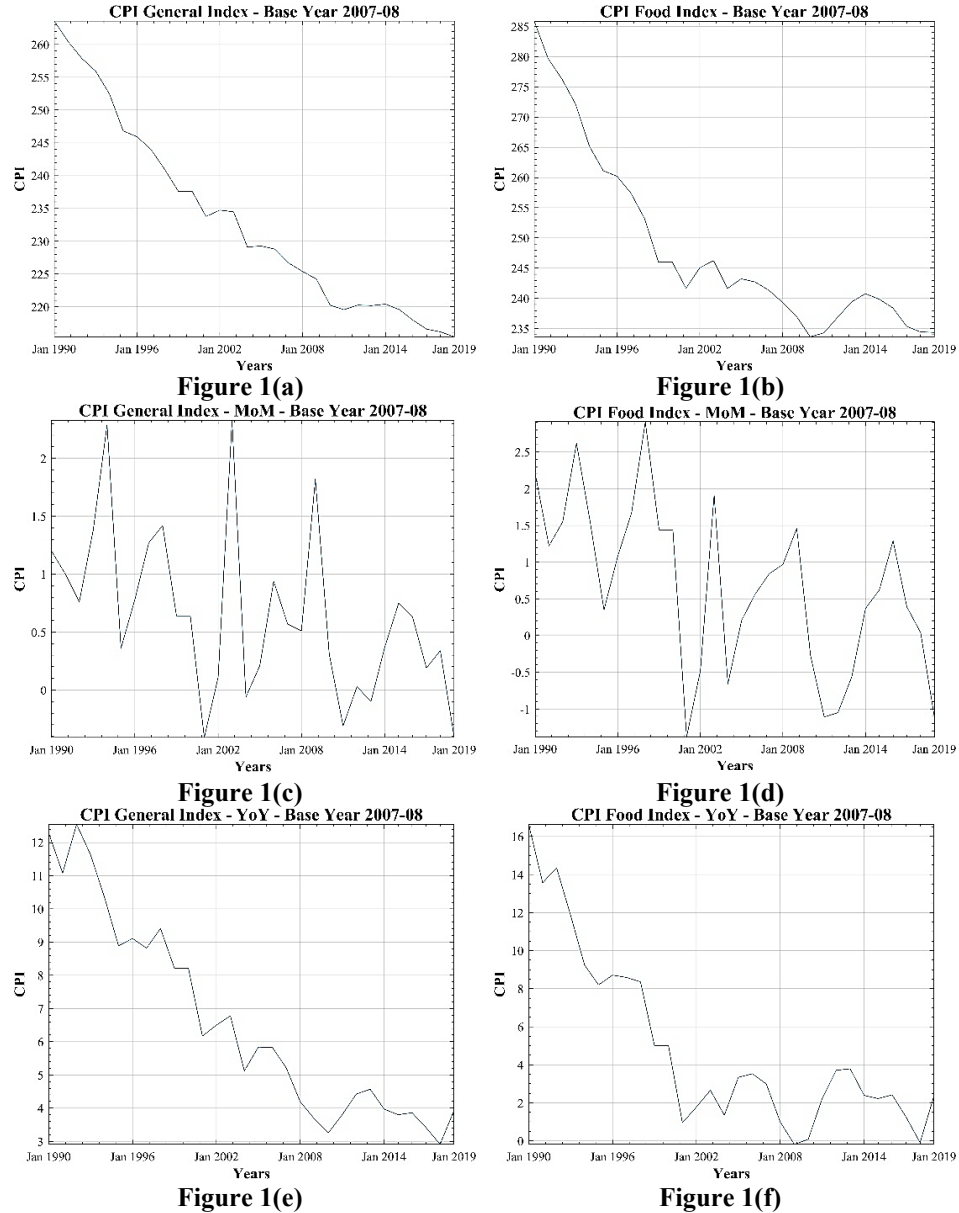 CPI General Index - Base Year 2007-08
260
255
250
245
240
235
230
225
220
CPI
Jan 1990 Jan 1996 Jan 2002 Jan 2008 Jan 2014 Jan 2019
Years
Figure 1(a)
CPI Food Index - Base Year 2007-08
285
280
275
270
265
260
255
250
245
240
235
CPI
Jan 1990 Jan 1996 Jan 2002 Jan 2008 Jan 2014 Jan 2019
Years
Figure 1(b)
CPI General Index - MoM - Base Year 2007-08
2
1.5
1
0.5
0
CPI
Jan 1990 Jan 1996 Jan 2002 Jan 2008 Jan 2014 Jan 2019
Years
Figure 1(c)
CPI Food Index - MoM - Base Year 2007-08
2.5
2
1.5
1
0.5
0
-0.5
-1
CPI
Jan 1990 Jan 1996 Jan 2002 Jan 2008 Jan 2014 Jan 2019
Years
Figure 1(d)
CPI General Index - YoY - Base Year 2007-08
12
11
10
9
8
7
6
5
4
3
CPI
Jan 1990 Jan 1996 Jan 2002 Jan 2008 Jan 2014 Jan 2019
Years
Figure 1(e)
CPI Food Index - YoY - Base Year 2007-08
16
14
12
10
8
6
4
2
0
CPI
Jan 1990 Jan 1996 Jan 2002 Jan 2008 Jan 2014 Jan 2019
Years
Figure 1(f)